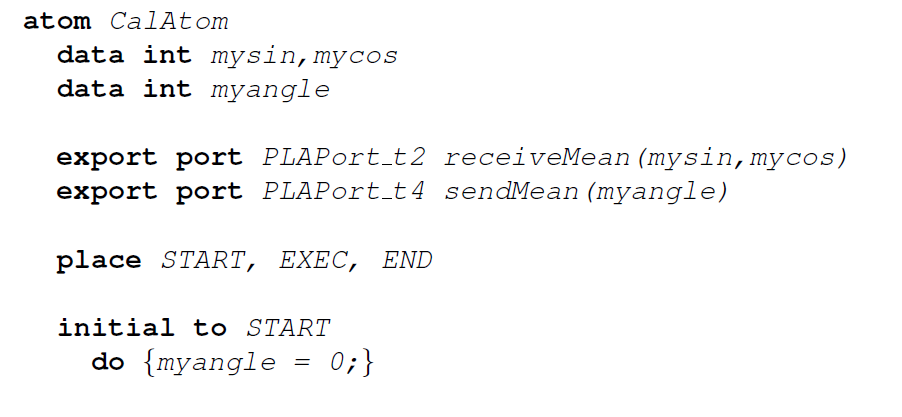 atom CalAtom
data int mysin,mycos
data int myangle
export port PLAPort_t2 receiveMean(mysin,mycos)
export port PLAPort_t4 sendMean(myangle)
place START, EXEC, END
initial to START
do {myangle = 0;}